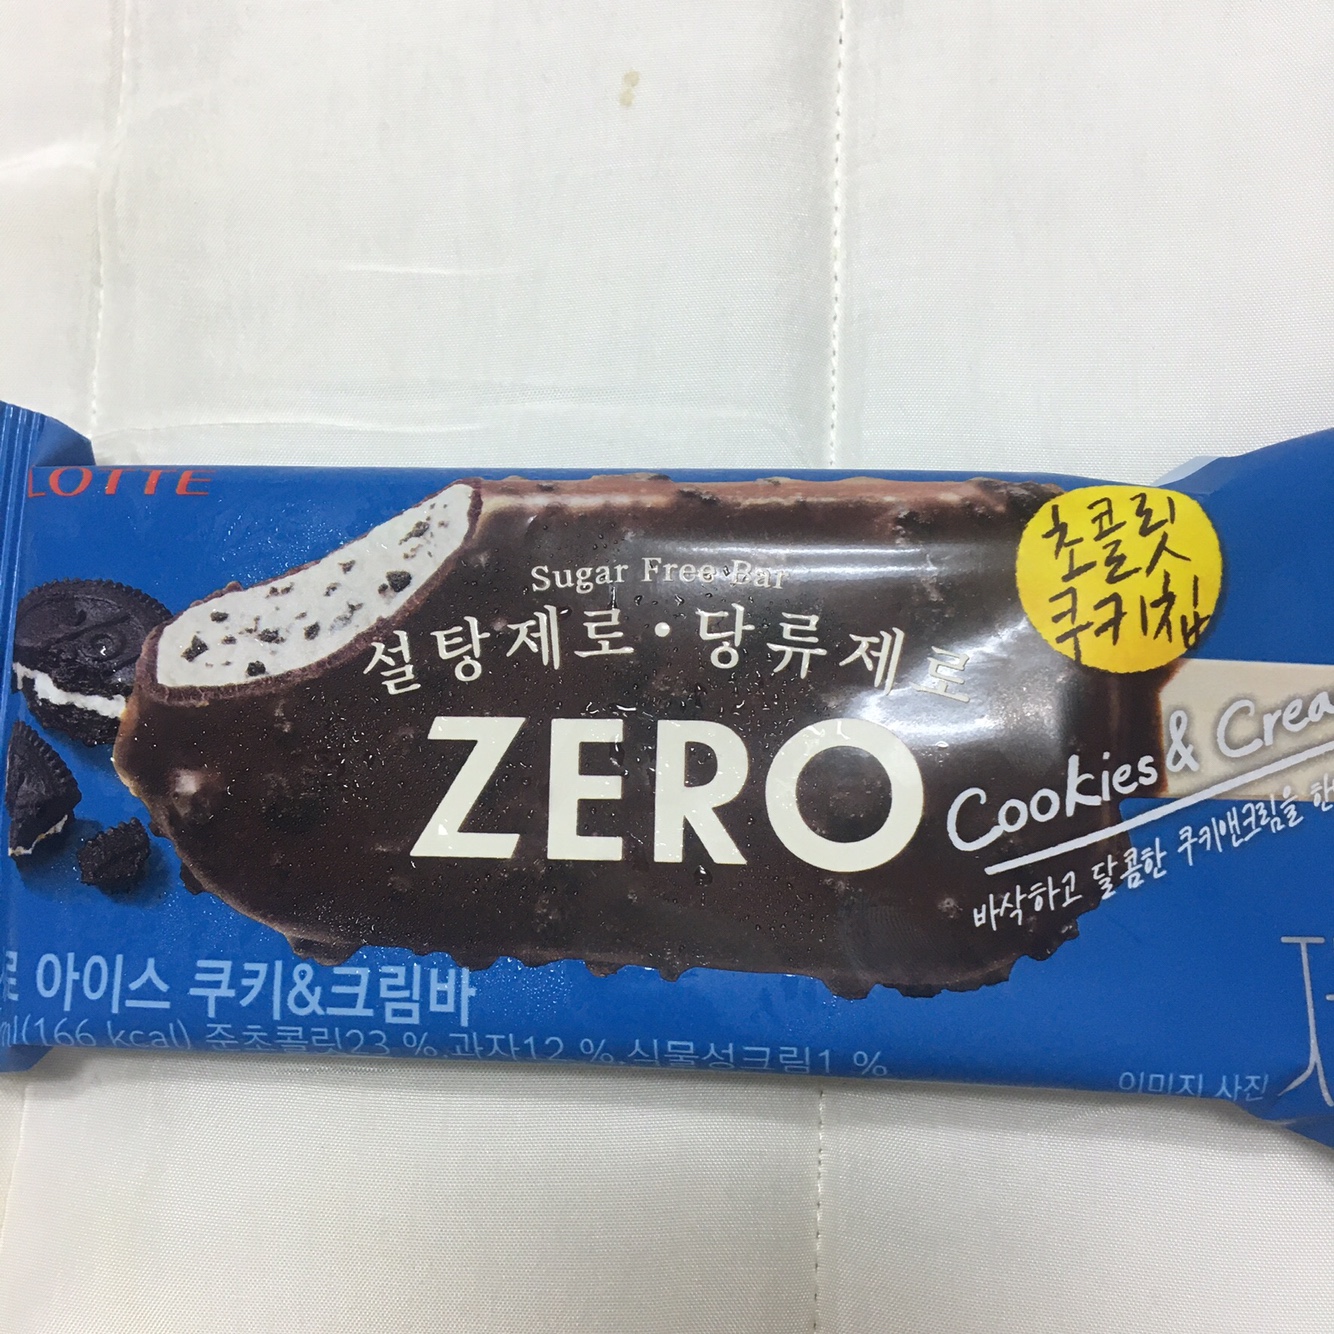 LOTTE
초콜릿
쿠키칩
Sugar Free Bar
설탕제로·당류제로
ZERO
Cookies &
바삭하고 달콤한 쿠키앤크림을
아이스 쿠키&크림바
(166 kcal) 준초콜릿23 %,과자12 %,식물성크림1 %
이미지 사진